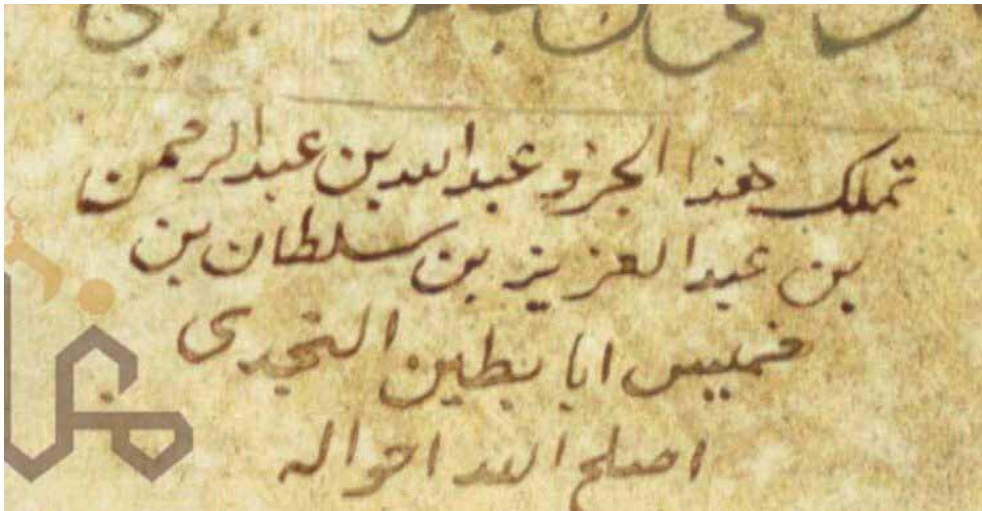 تملك هذا الجزو عبد الله بن عبد الرحمن
بن عبد العزيز بن سلطان بن
خميس ابا بطين النجدي
اصلح الله احواله